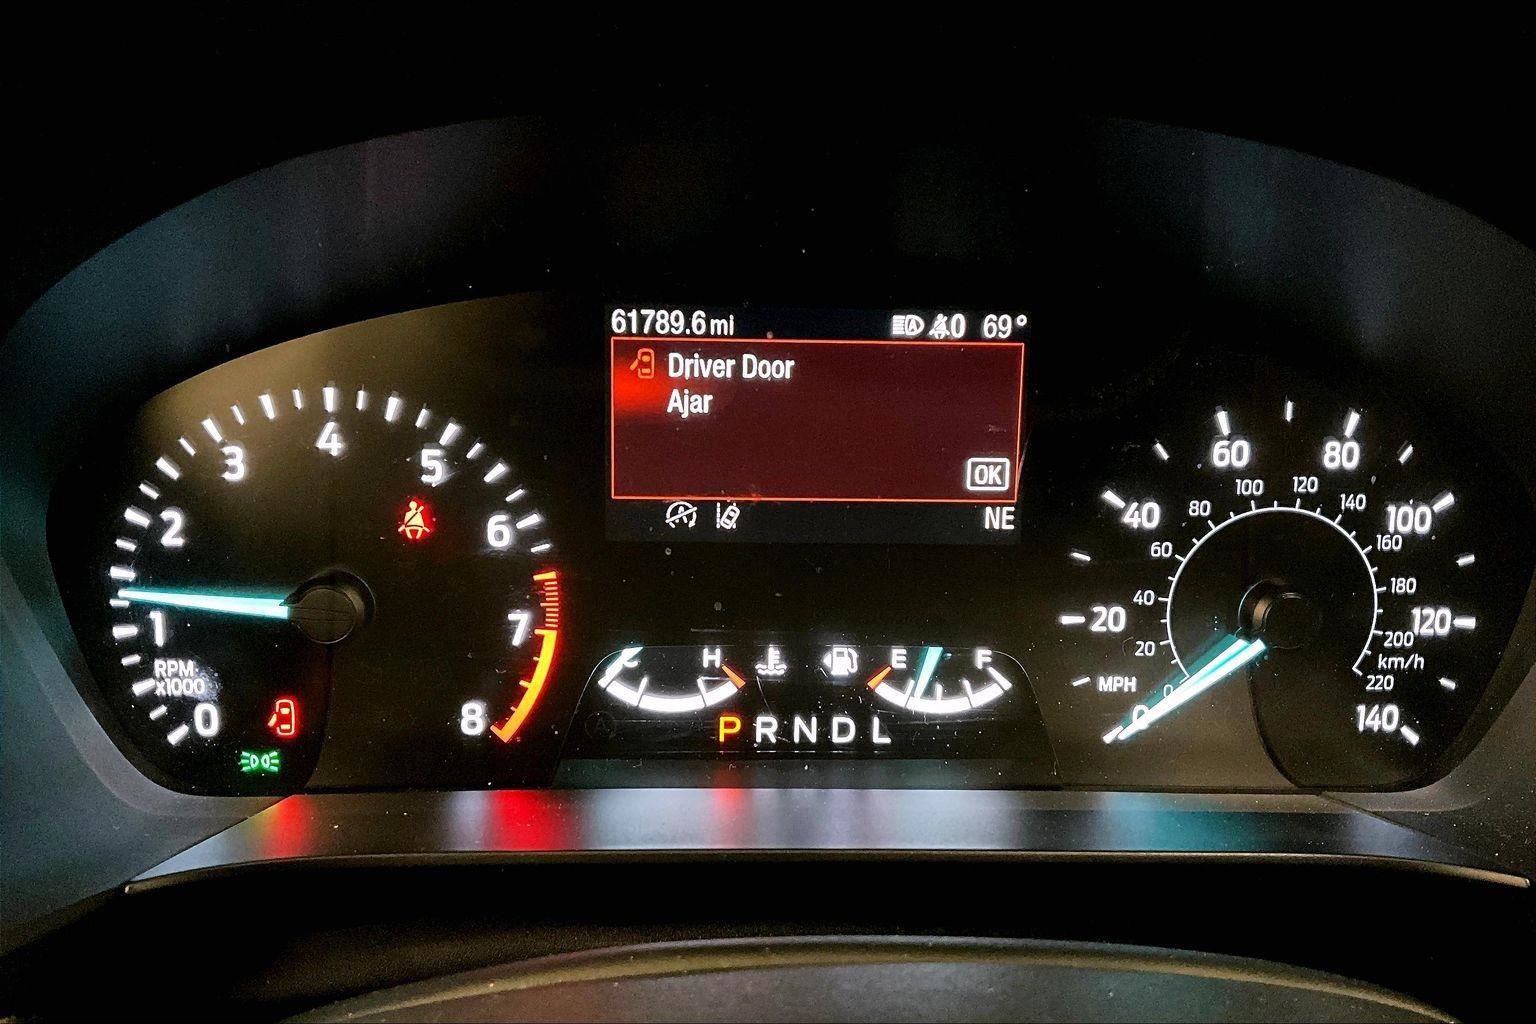 61789.6 mi
A 0 69°
Driver Door
Ajar
OK
A
NE
0 1 2 3 4 5 6 7 8
RPM
x1000
C H
E F
P R N D L
0 20 40 60 80 100 120 140
MPH
0 20 40 60 80 100 120 140 160 180 200 220
km/h